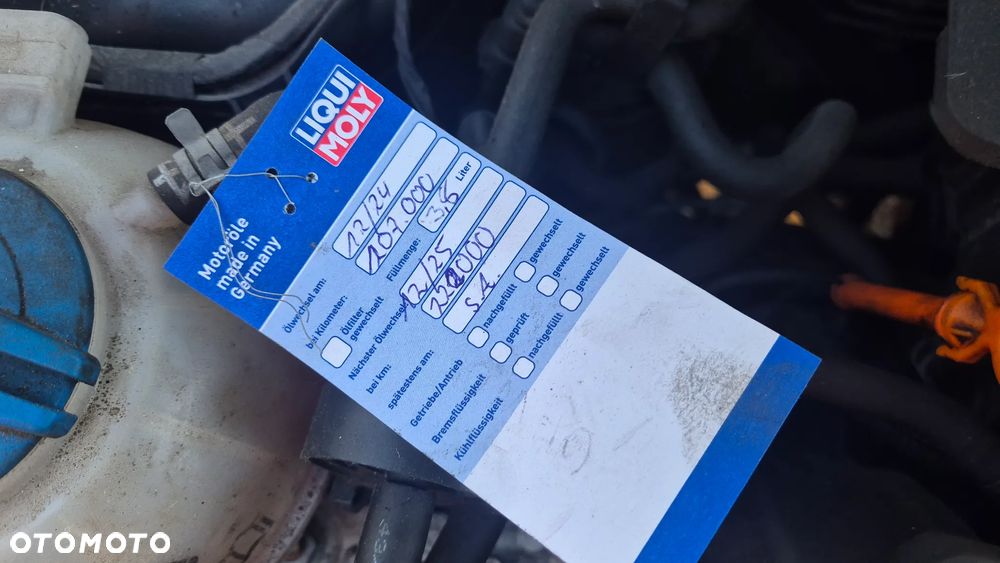 LIQUI
MOLY
Motoröle
made in
Germany
Ölwechsel am: 12/24
bei Kilometer: 207.000
Ölfilter
gewechselt
Füllmenge: 3.6 Liter
Nächster Ölwechsel
bei km: 12/25
spätestens am: 222000
Getriebe/Antrieb S.A.
nachgefüllt gewechselt
Bremsflüssigkeit geprüft gewechselt
Kühlflüssigkeit nachgefüllt gewechselt
OTOMOTO